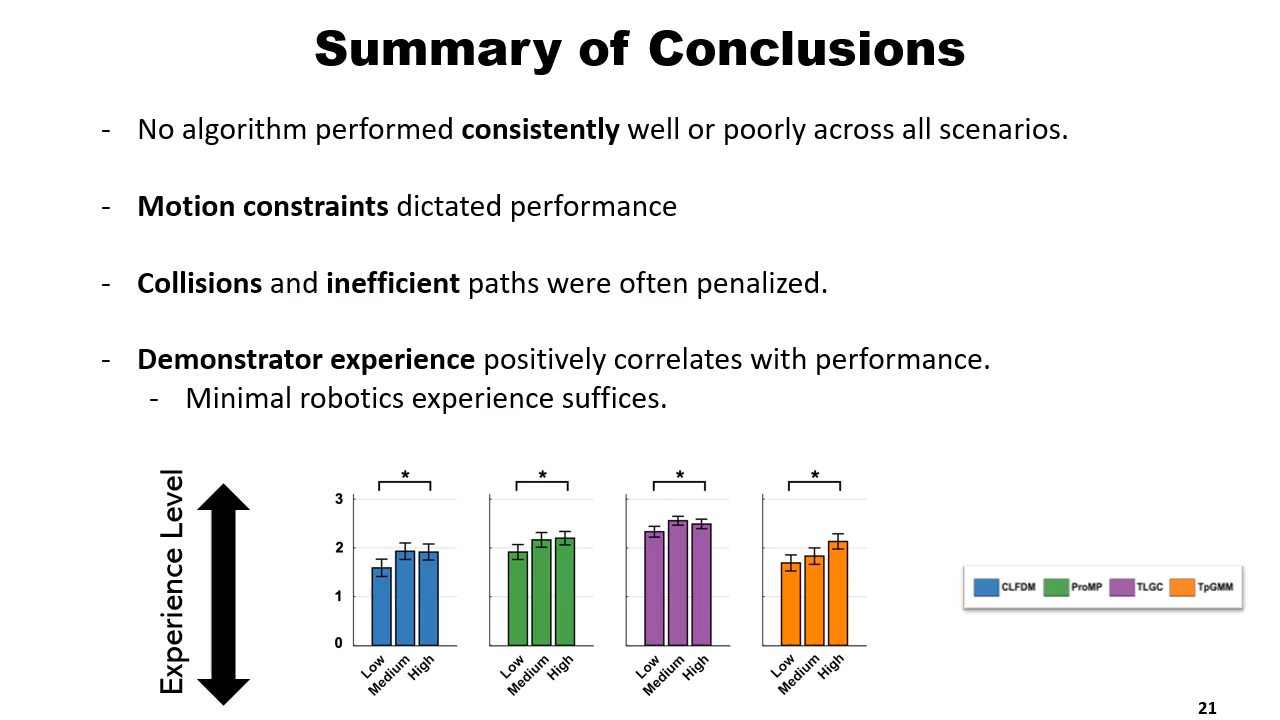 Summary of Conclusions
- No algorithm performed consistently well or poorly across all scenarios.
- Motion constraints dictated performance
- Collisions and inefficient paths were often penalized.
- Demonstrator experience positively correlates with performance.
- Minimal robotics experience suffices.
Experience Level
* * * *
3
2
1
0
Low Medium High Low Medium High Low Medium High Low Medium High
CLFDM ProMP TLGC TpGMM
21